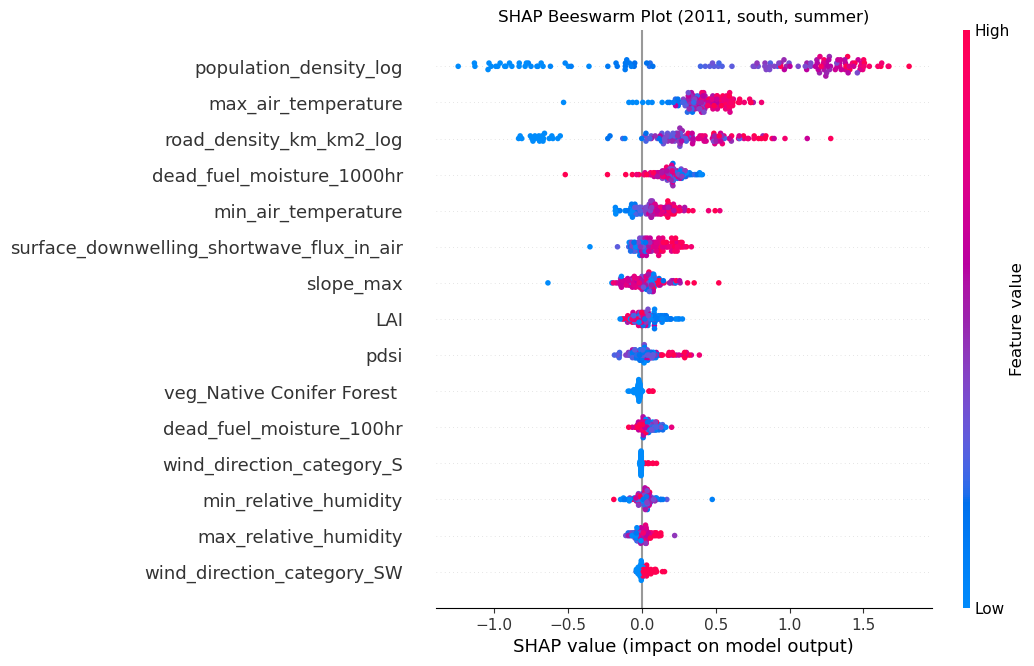 SHAP Beeswarm Plot (2011, south, summer)
High
population_density_log
max_air_temperature
road_density_km_km2_log
dead_fuel_moisture_1000hr
min_air_temperature
surface_downwelling_shortwave_flux_in_air
slope_max
LAI
pdsi
veg_Native Conifer Forest
dead_fuel_moisture_100hr
wind_direction_category_S
min_relative_humidity
max_relative_humidity
wind_direction_category_SW
Feature value
Low
−1.0 −0.5 0.0 0.5 1.0 1.5
SHAP value (impact on model output)